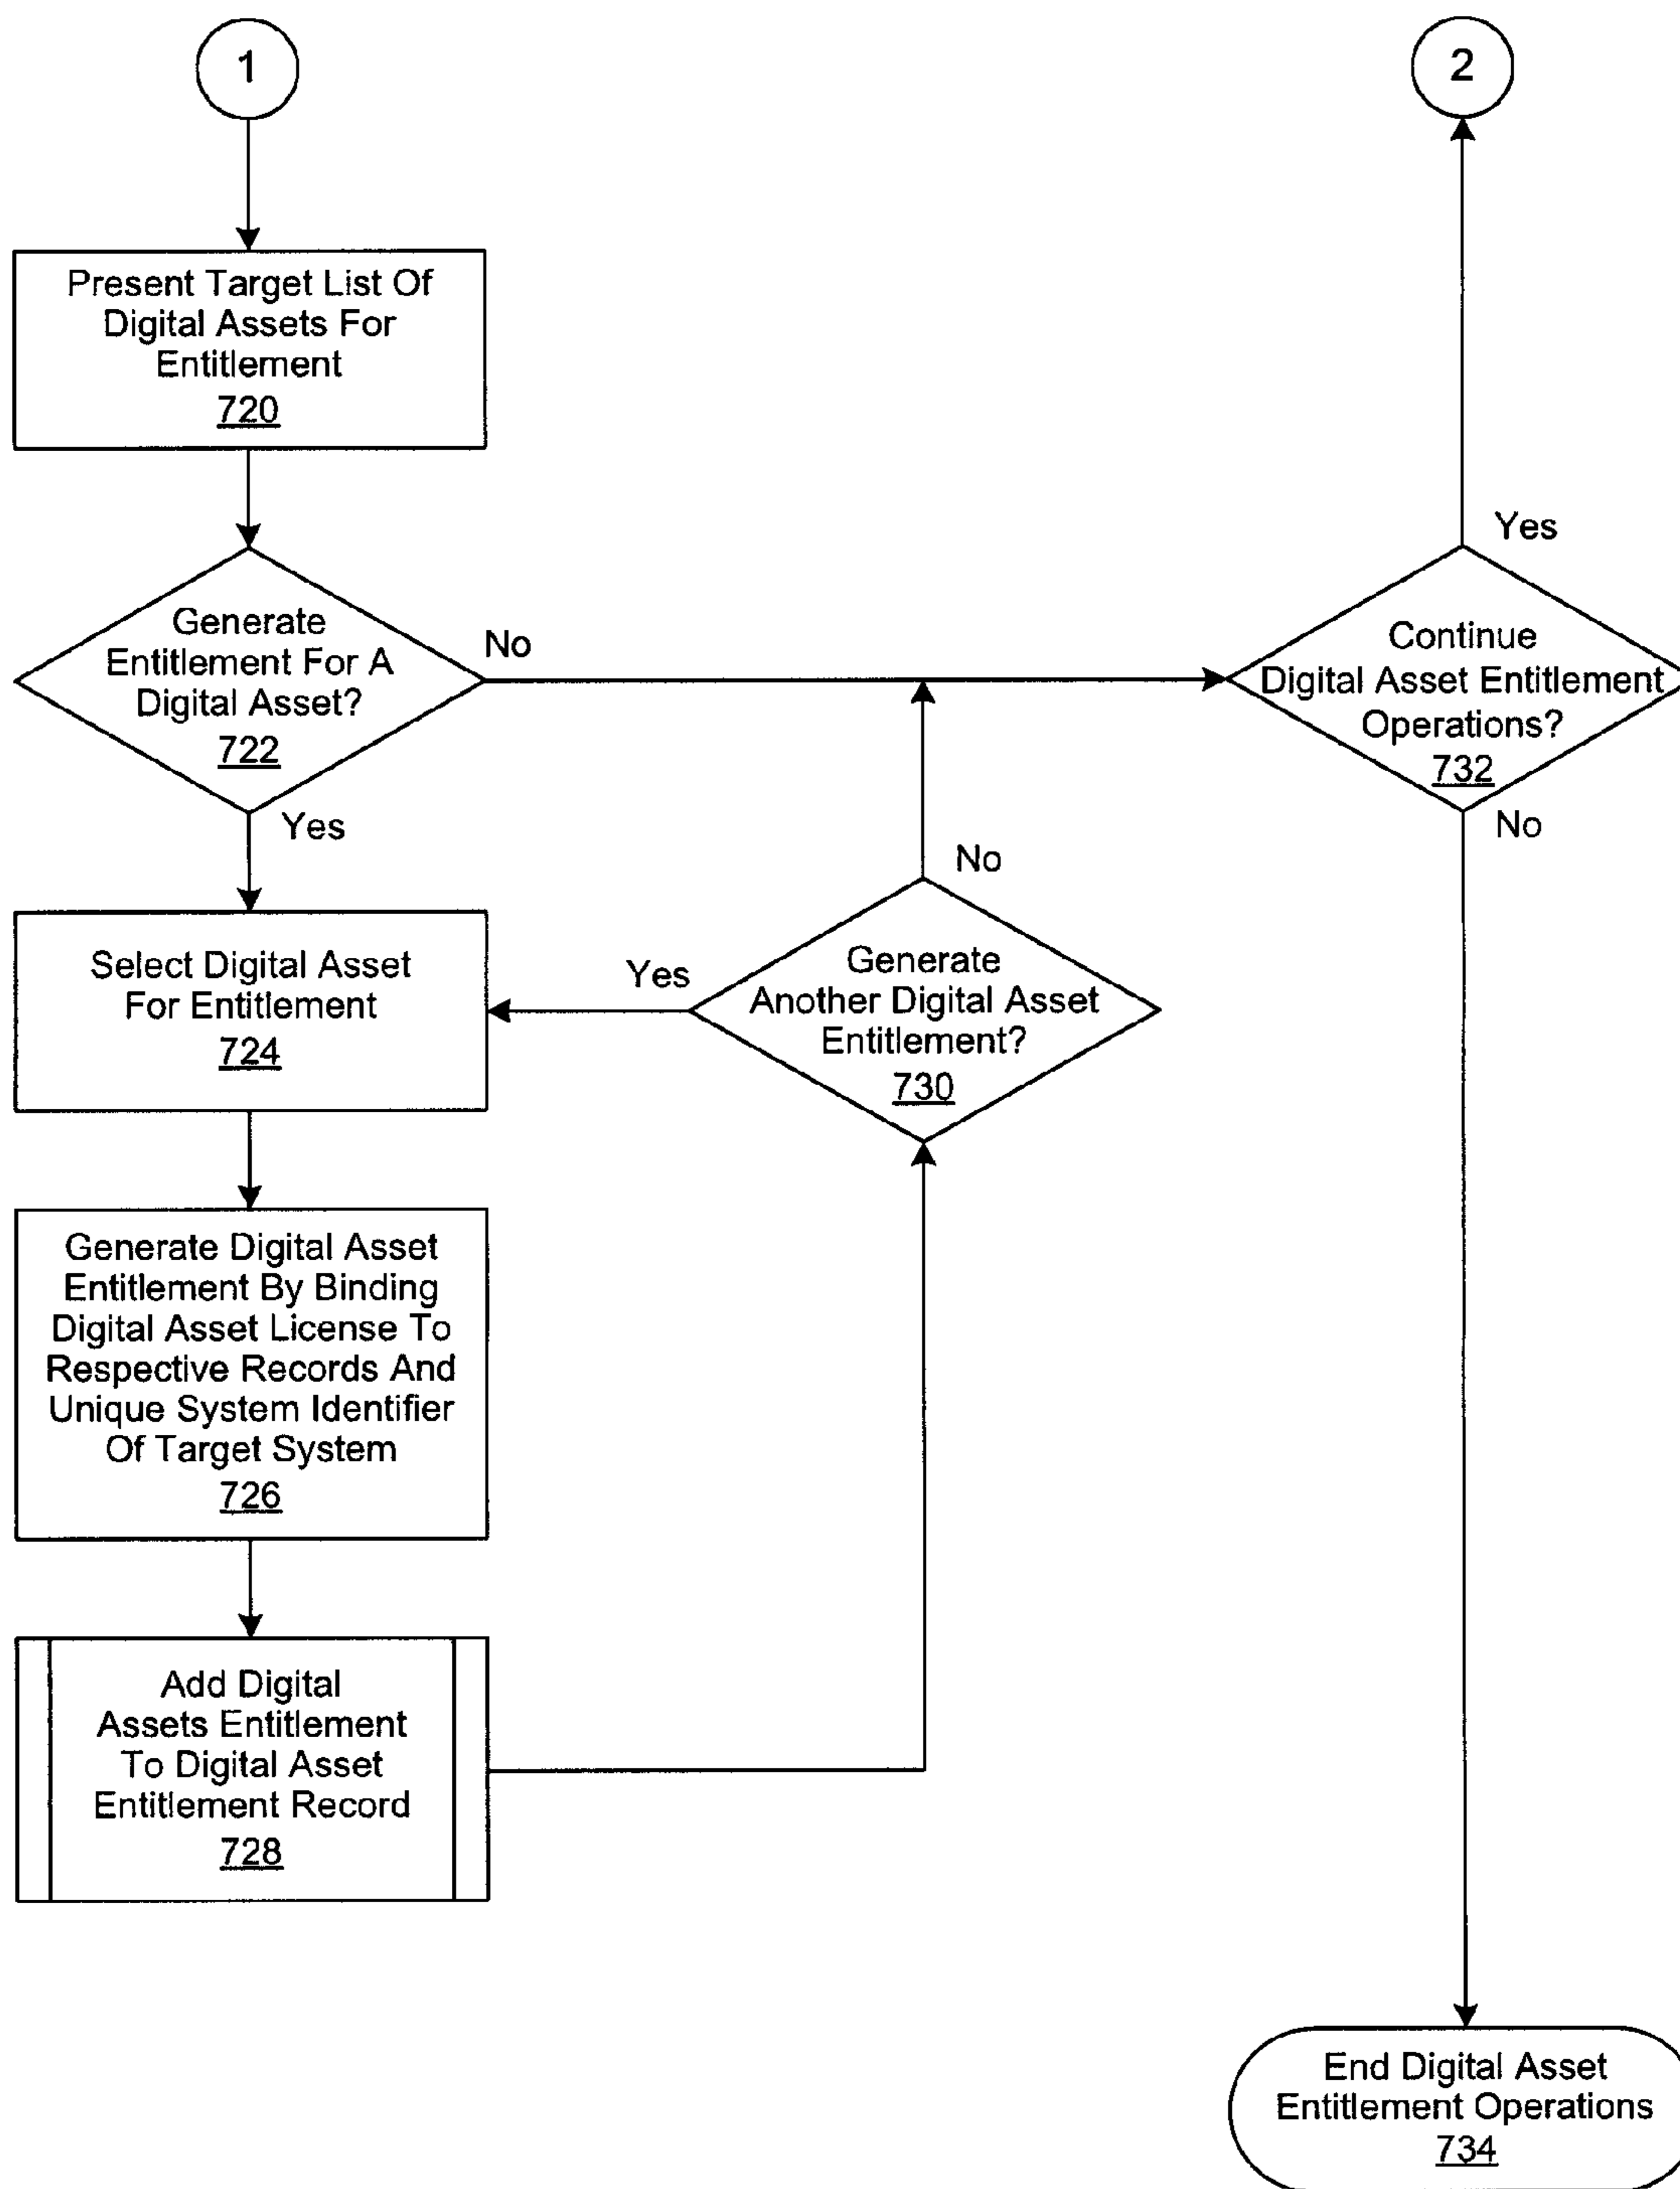 1
2
Present Target List Of
Digital Assets For
Entitlement
720
Generate
Entitlement For A
Digital Asset?
722
No
Yes
Continue
Digital Asset Entitlement
Operations?
732
Yes
No
Select Digital Asset
For Entitlement
724
Yes
Generate
Another Digital Asset
Entitlement?
730
No
Generate Digital Asset
Entitlement By Binding
Digital Asset License To
Respective Records And
Unique System Identifier
Of Target System
726
Add Digital
Assets Entitlement
To Digital Asset
Entitlement Record
728
End Digital Asset
Entitlement Operations
734